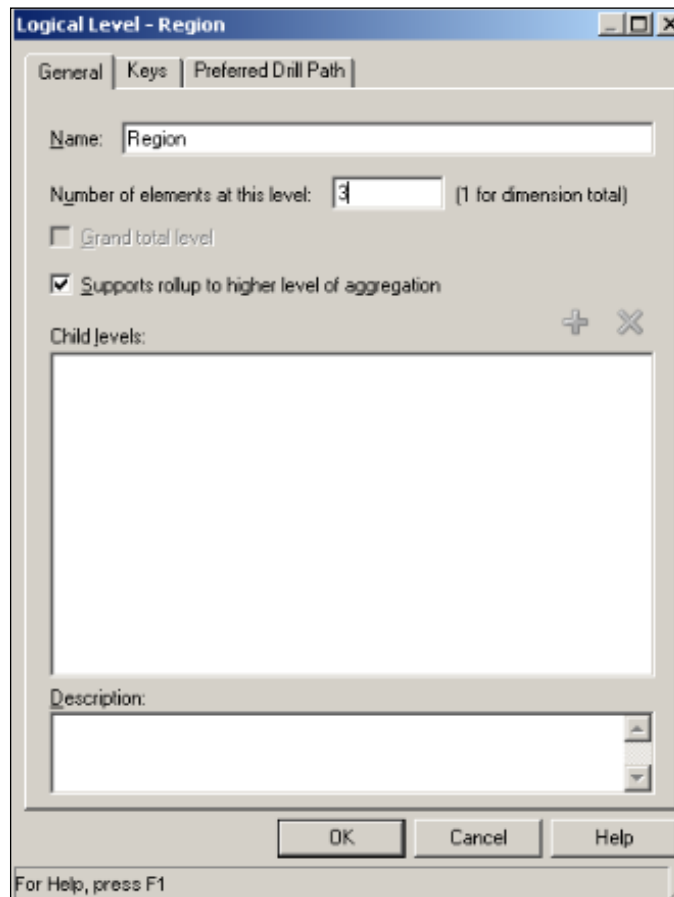 Logical Level - Region
General Keys Preferred Drill Path
Name: Region
Number of elements at this level: 3 (1 for dimension total)
Grand total level
Supports rollup to higher level of aggregation
Child levels:
Description:
OK Cancel Help
For Help, press F1